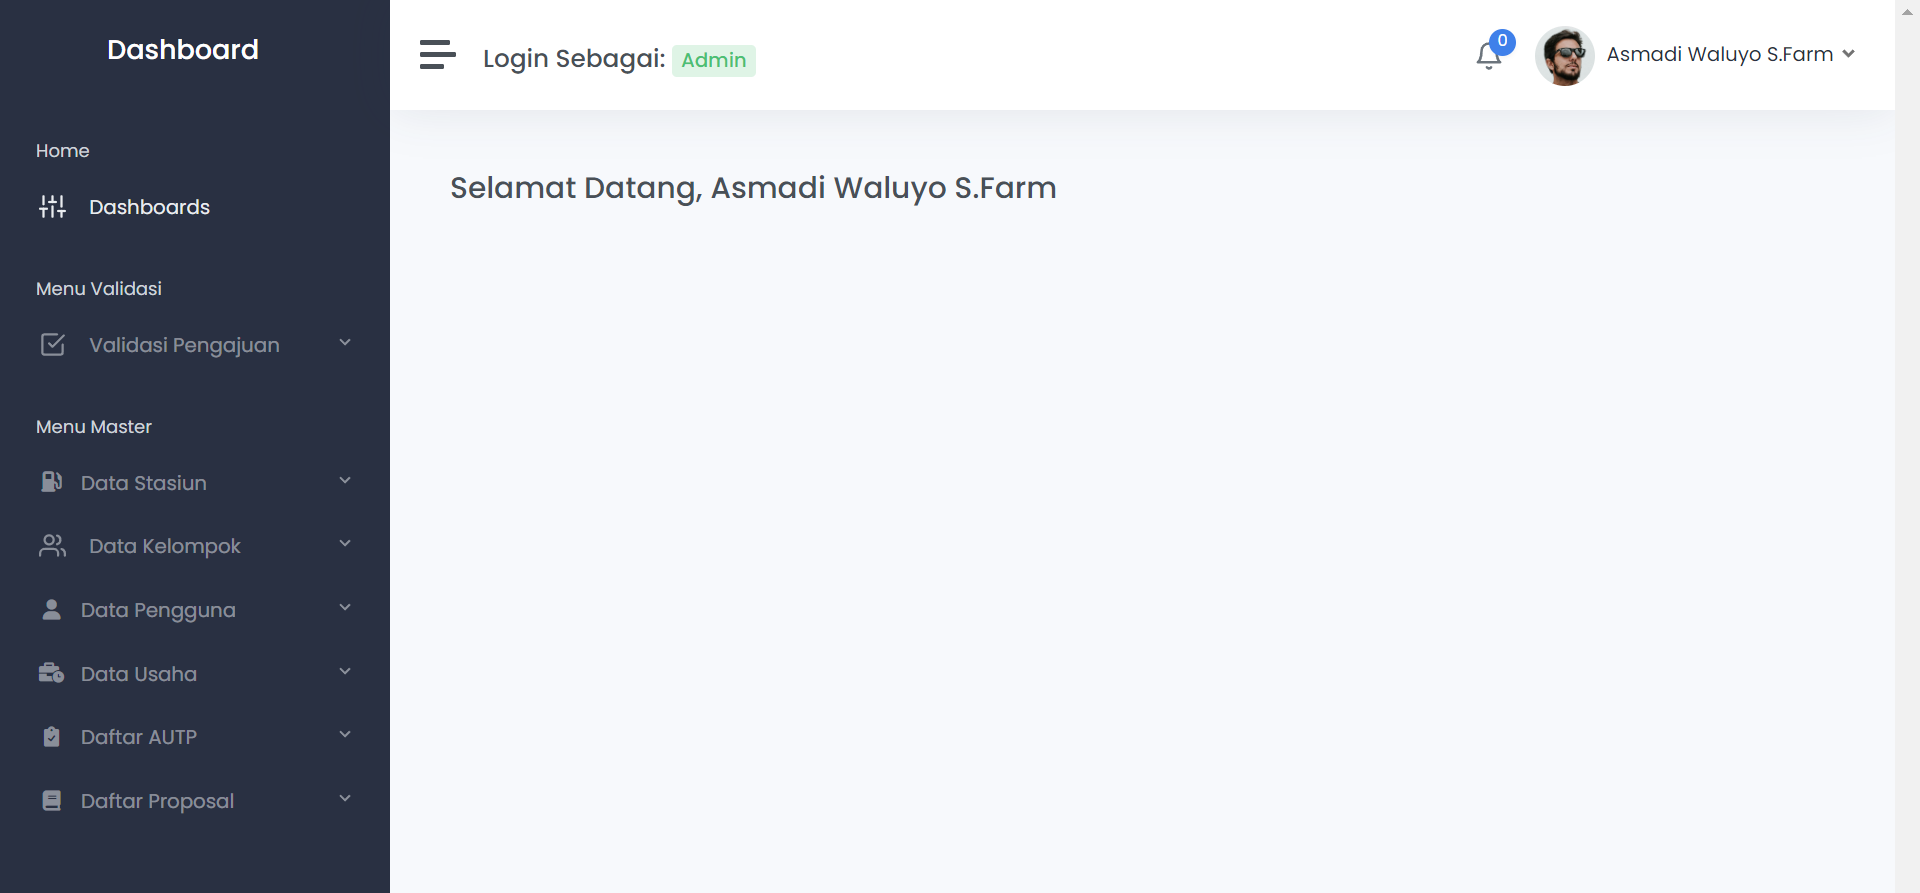 Dashboard
Home
Dashboards
Menu Validasi
Validasi Pengajuan
Menu Master
Data Stasiun
Data Kelompok
Data Pengguna
Data Usaha
Daftar AUTP
Daftar Proposal
Login Sebagai: Admin
0
Asmadi Waluyo S.Farm
Selamat Datang, Asmadi Waluyo S.Farm